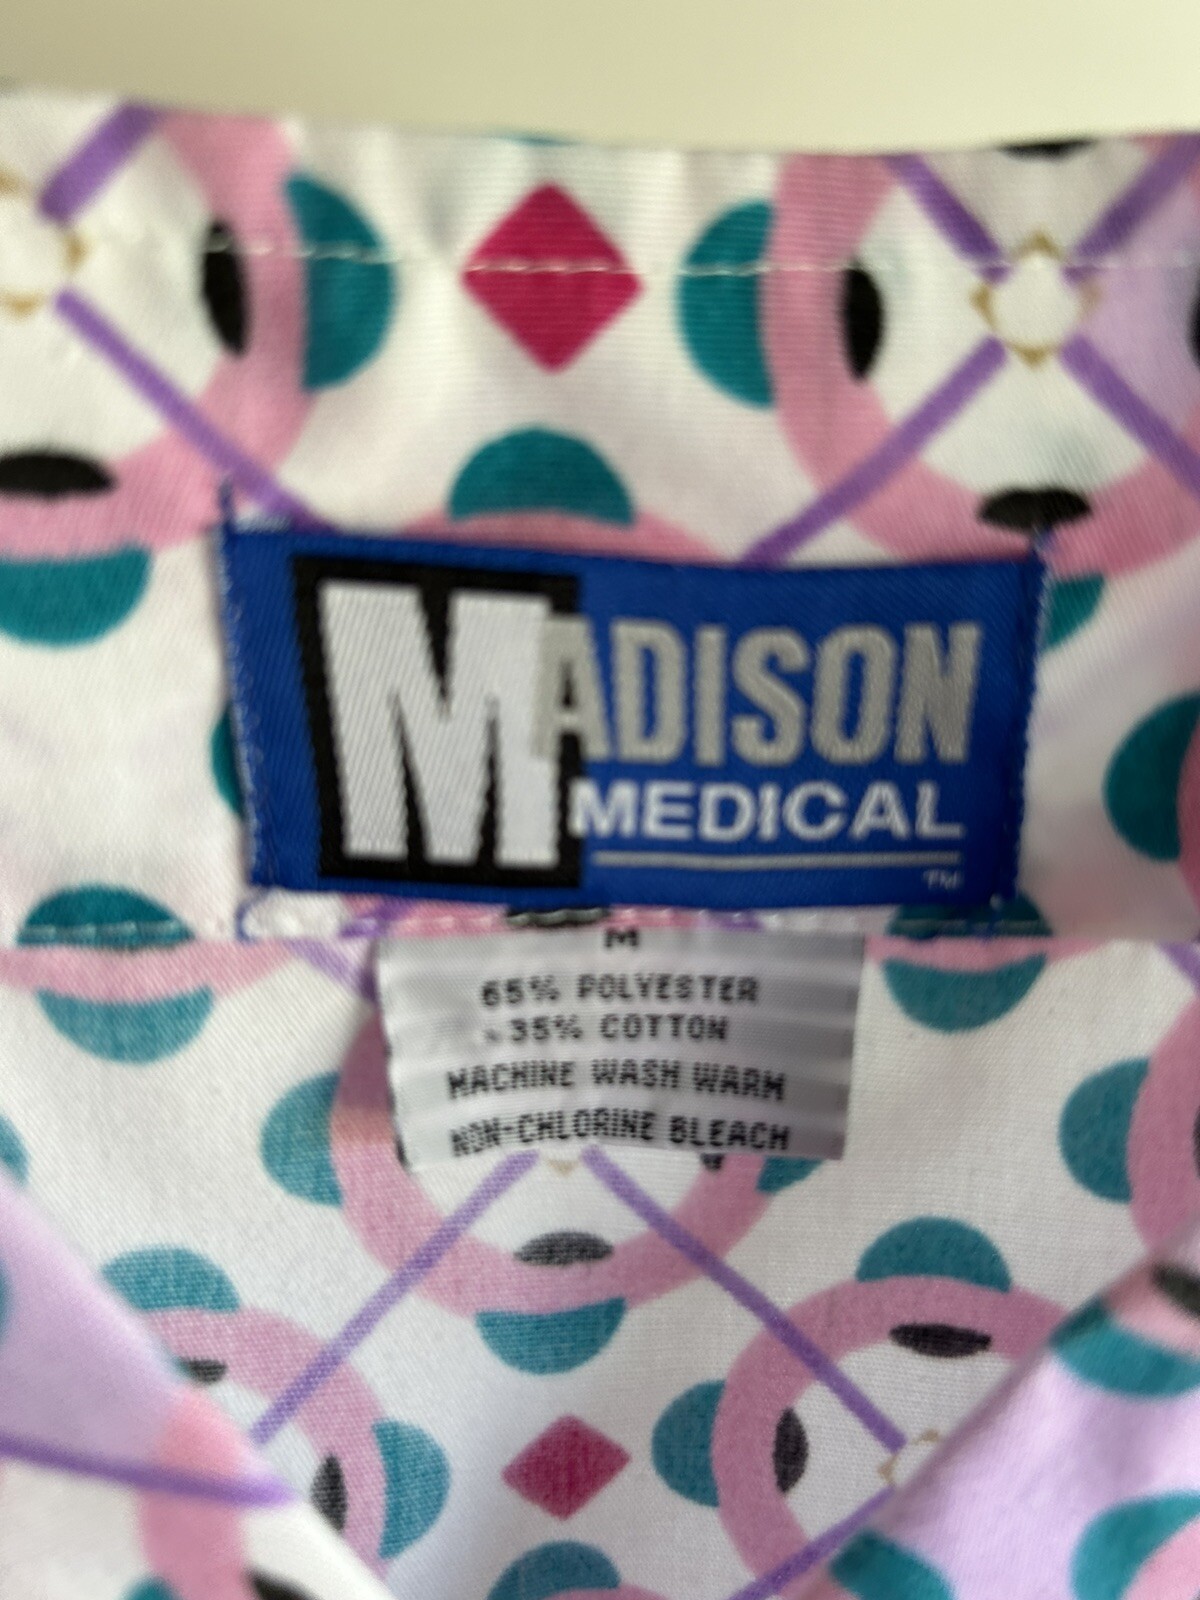 MADISON
MEDICAL
TM
M
65% POLYESTER
35% COTTON
MACHINE WASH WARM
NON-CHLORINE BLEACH